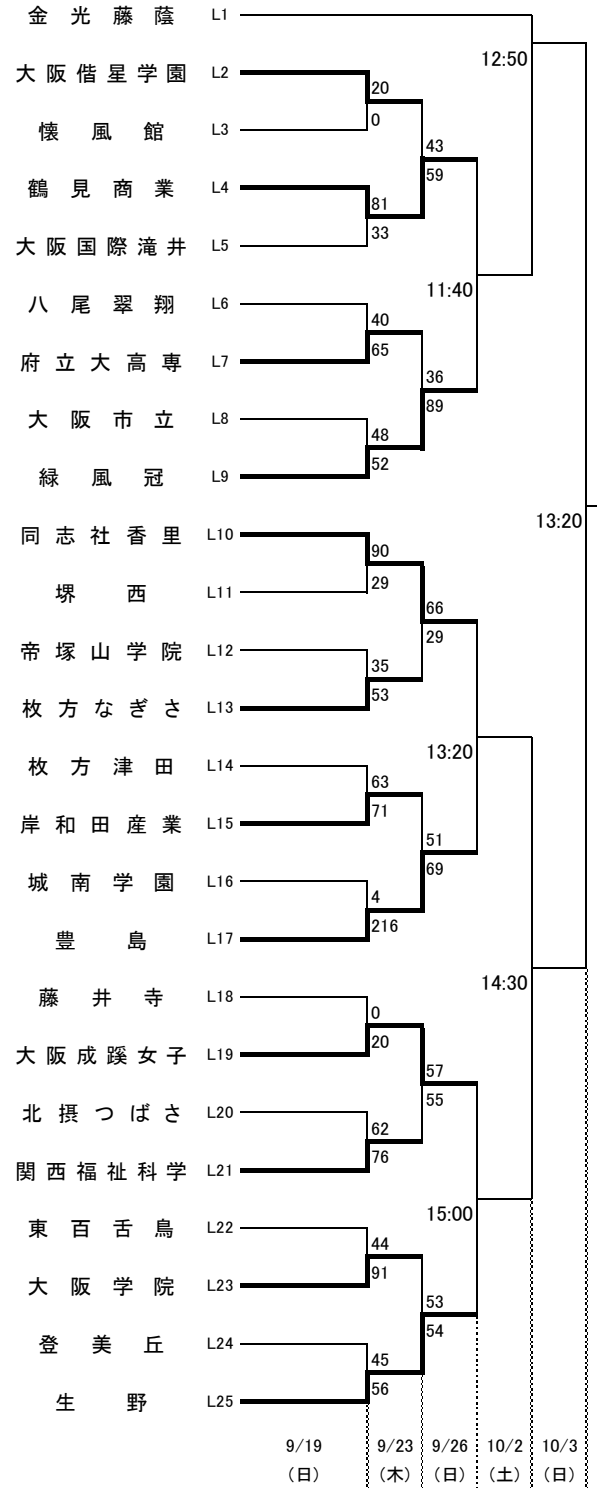 金光藤蔭 L1
12:50
大阪偕星学園 L2
20
0
懐風館 L3
43
59
鶴見商業 L4
81
33
大阪国際滝井 L5
11:40
八尾翠翔 L6
40
65
府立大高専 L7
36
89
大阪市立 L8
48
52
緑風冠 L9
13:20
同志社香里 L10
90
29
堺西 L11
66
29
帝塚山学院 L12
35
53
枚方なぎさ L13
13:20
枚方津田 L14
63
71
岸和田産業 L15
51
69
城南学園 L16
4
216
豊島 L17
14:30
藤井寺 L18
0
20
大阪成蹊女子 L19
57
55
北摂つばさ L20
62
76
関西福祉科学 L21
15:00
東百舌鳥 L22
44
91
大阪学院 L23
53
54
登美丘 L24
45
56
生野 L25
9/19 9/23 9/26 10/2 10/3
(日) (木) (日) (土) (日)